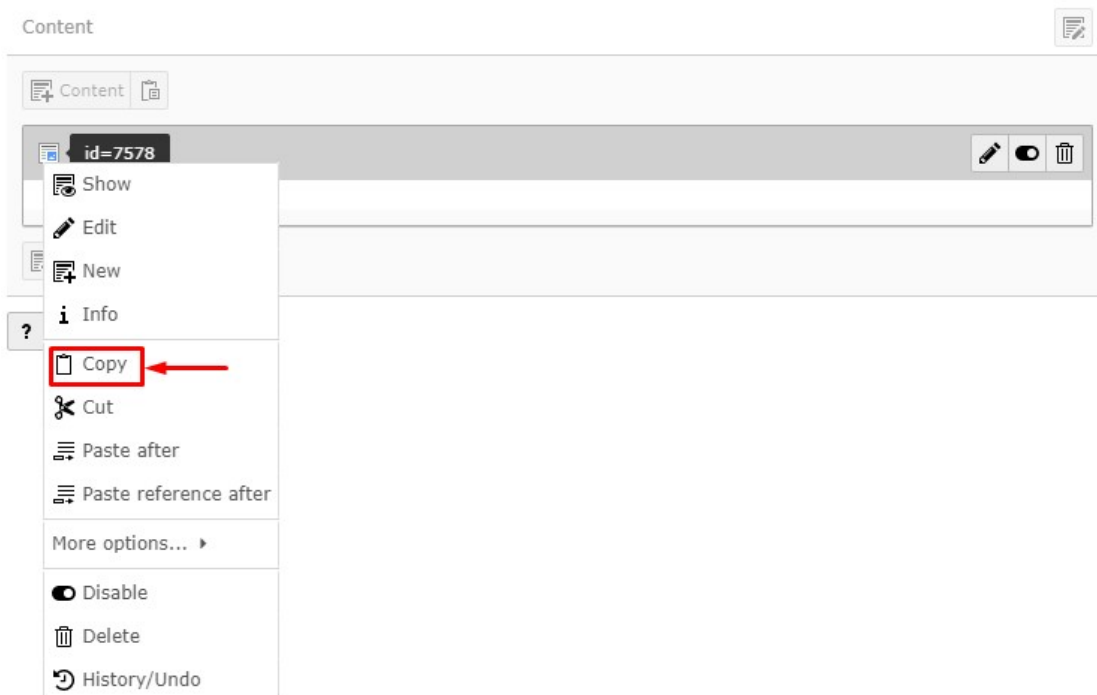 Content
Content
id=7578
Show
Edit
New
Info
?
Copy
Cut
Paste after
Paste reference after
More options...
Disable
Delete
History/Undo